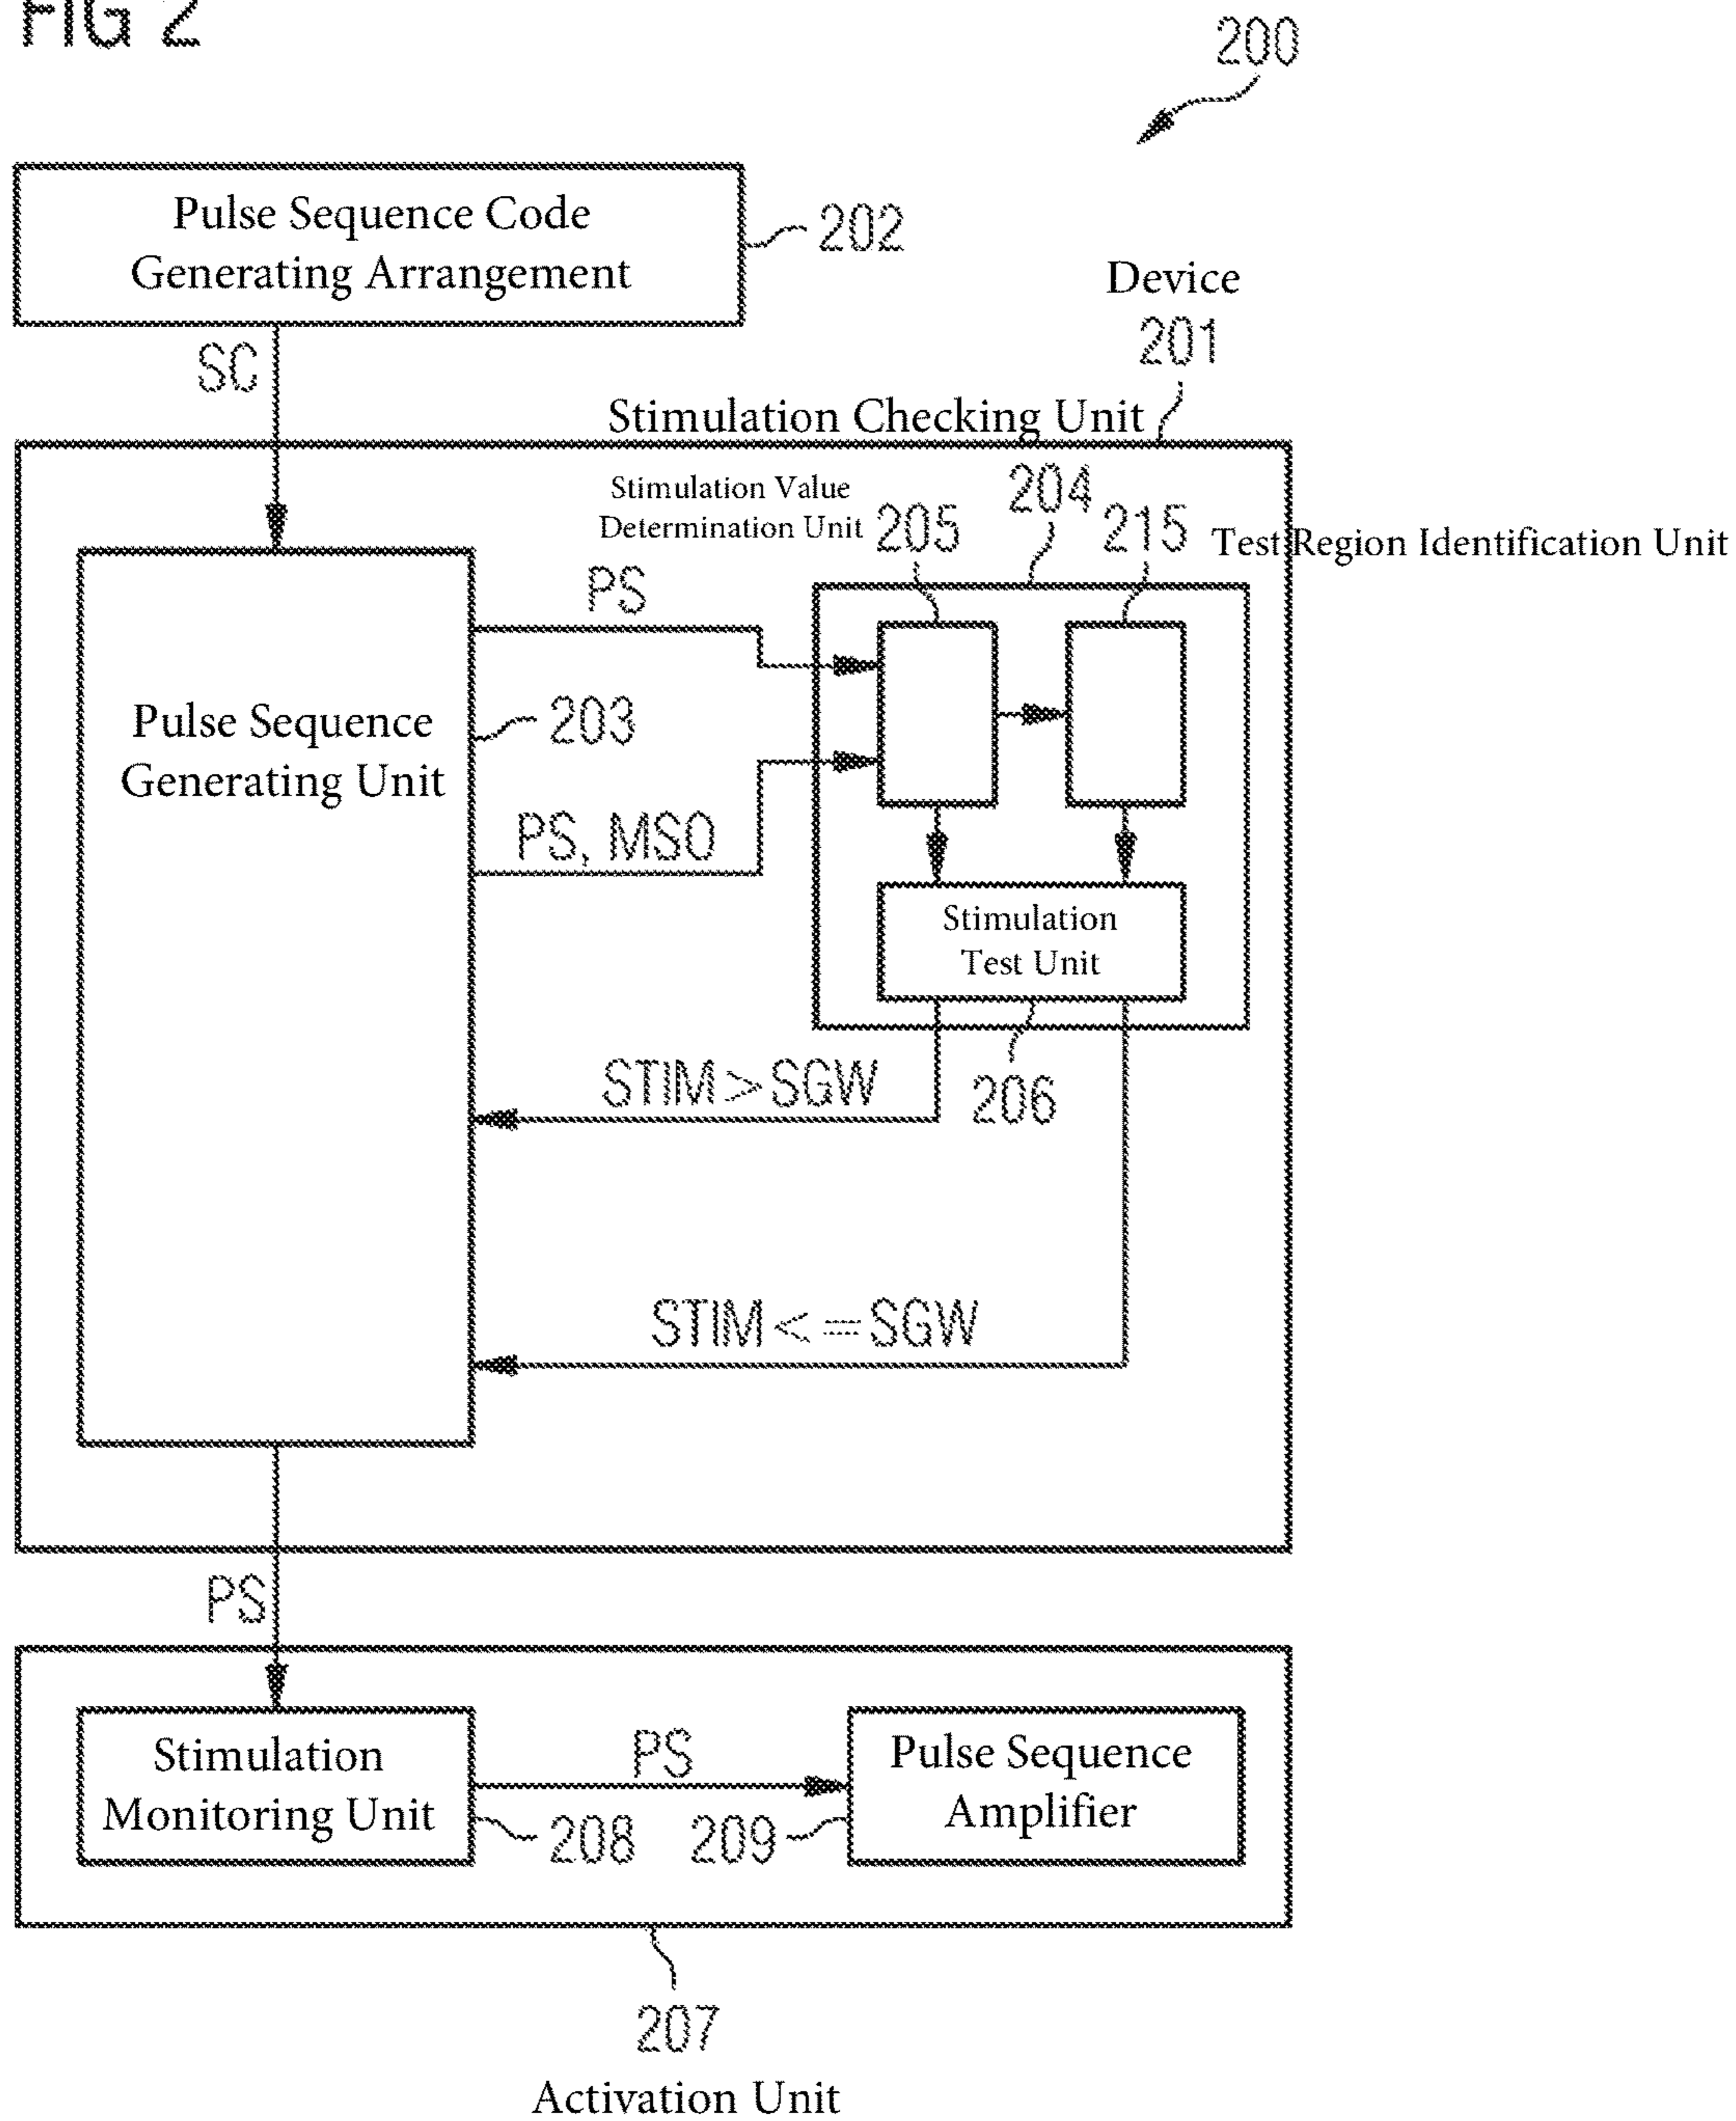 FIG 2
200
Pulse Sequence Code
Generating Arrangement
202
Device
201
SC
Stimulation Checking Unit
Stimulation Value
Determination Unit
204
205
215
Test Region Identification Unit
PS
Pulse Sequence
Generating Unit
203
PS, MSO
Stimulation
Test Unit
STIM > SGW
206
STIM < = SGW
PS
Stimulation
Monitoring Unit
PS
Pulse Sequence
Amplifier
208
209
207
Activation Unit